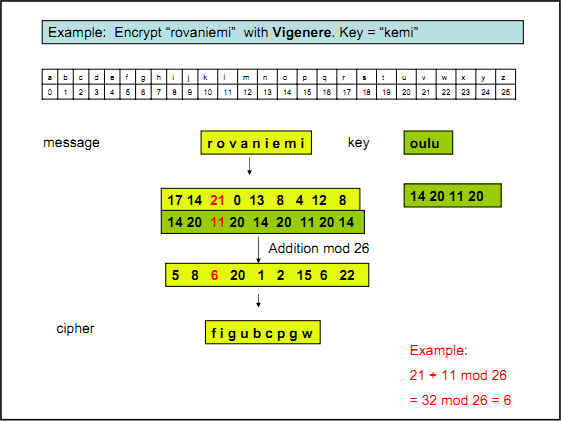 Example: Encrypt “rovaniemi” with Vigenere. Key = “kemi”
a b c d e f g h i j k l m n o p q r s t u v w x y z
0 1 2 3 4 5 6 7 8 9 10 11 12 13 14 15 16 17 18 19 20 21 22 23 24 25
message r o v a n i e m i key oulu
17 14 21 0 13 8 4 12 8 14 20 11 20
14 20 11 20 14 20 11 20 14
Addition mod 26
5 8 6 20 1 2 15 6 22
cipher f i g u b c p g w
Example:
21 + 11 mod 26
= 32 mod 26 = 6